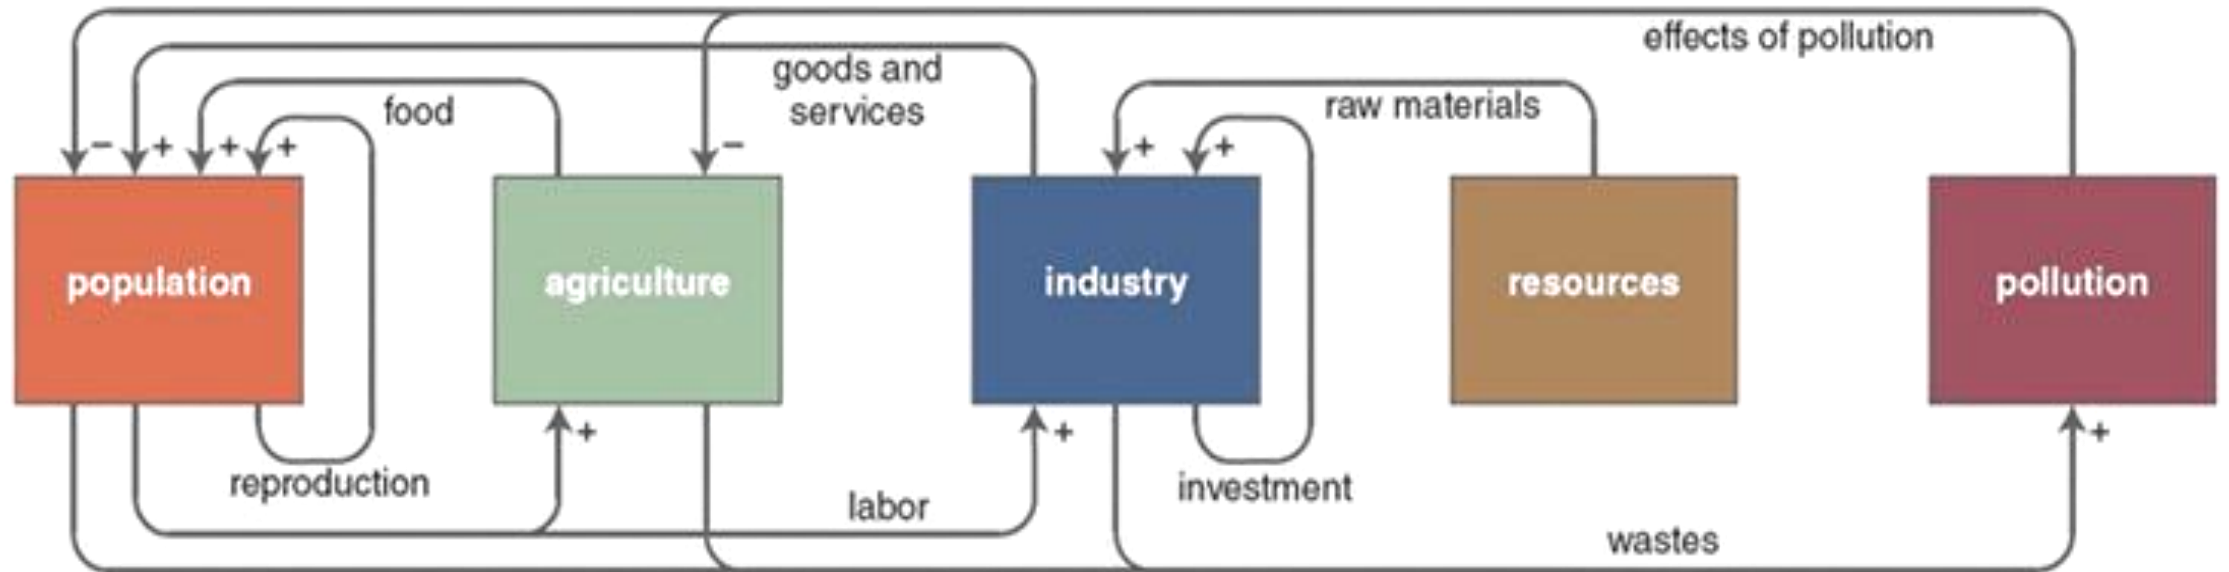 effects of pollution
goods and
services
food
raw materials
− + + + − + +
population
agriculture
industry
resources
pollution
+ + +
reproduction
investment
labor
wastes